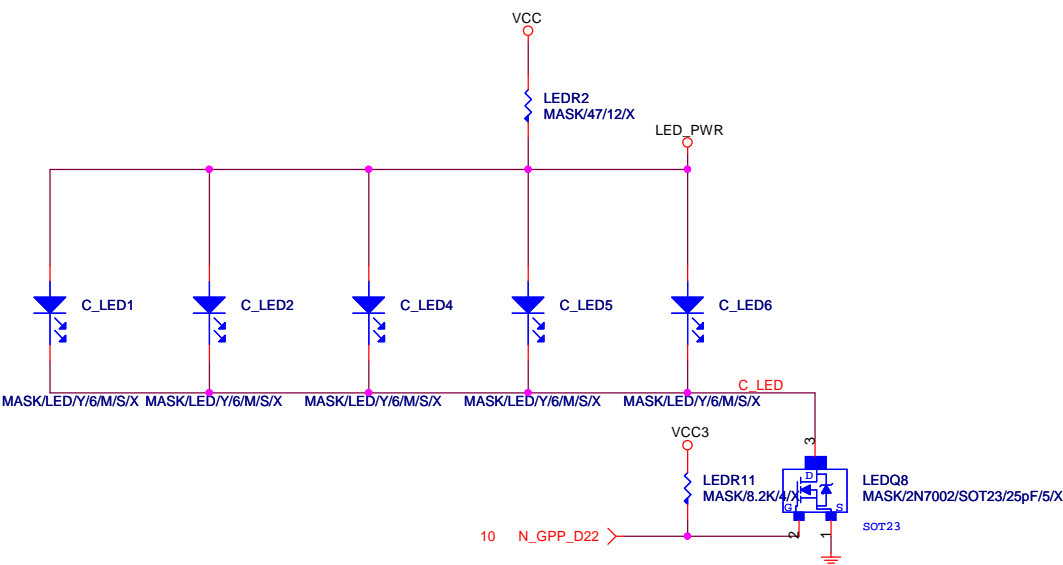 VCC
LEDR2
MASK/47/12/X
LED_PWR
C_LED1
C_LED2
C_LED4
C_LED5
C_LED6
C_LED
MASK/LED/Y/6/M/S/X
MASK/LED/Y/6/M/S/X
MASK/LED/Y/6/M/S/X
MASK/LED/Y/6/M/S/X
MASK/LED/Y/6/M/S/X
VCC3
3
LEDR11
MASK/8.2K/4/X
D
G
S
LEDQ8
MASK/2N7002/SOT23/25pF/5/X
SOT23
10 N_GPP_D22
2
1